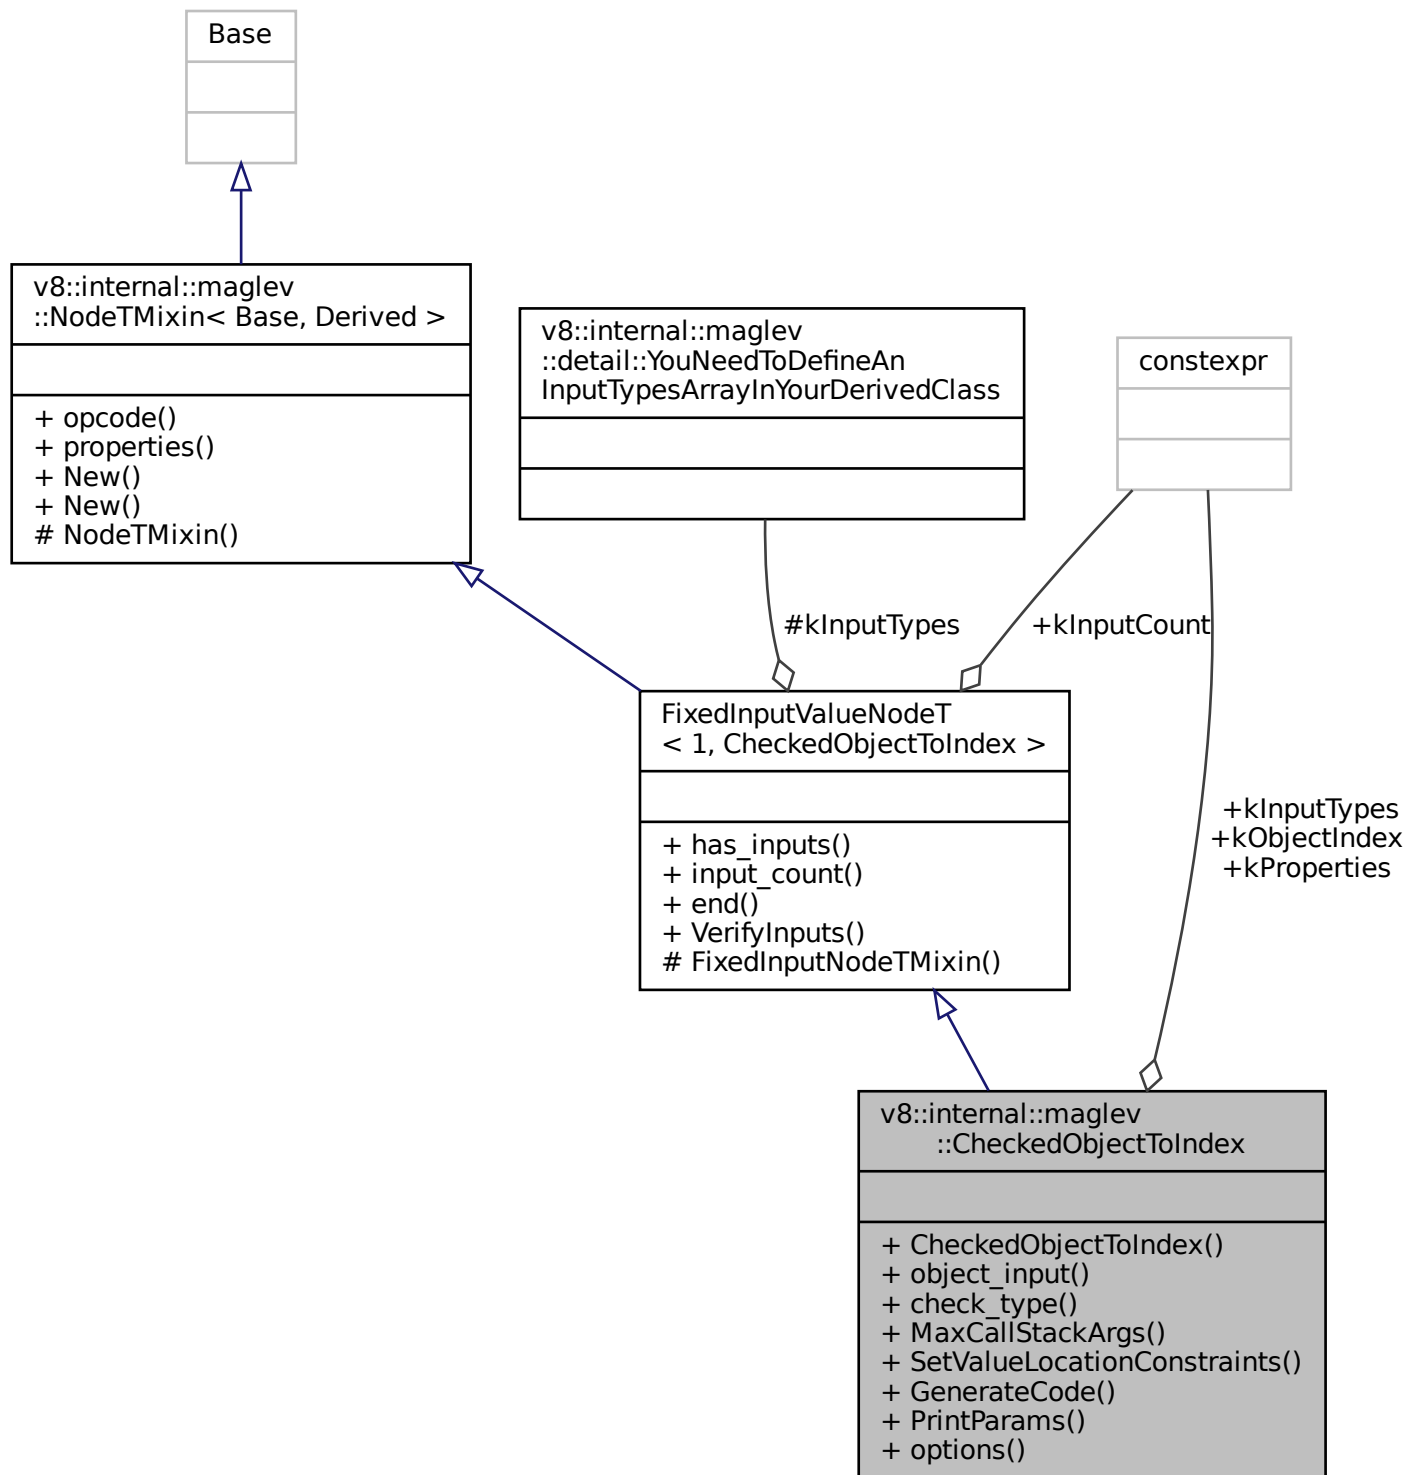 Base
v8::internal::maglev
::NodeTMixin< Base, Derived >
+ opcode()
+ properties()
+ New()
+ New()
# NodeTMixin()
v8::internal::maglev
::detail::YouNeedToDefineAn
InputTypesArrayInYourDerivedClass
constexpr
#kInputTypes
+kInputCount
FixedInputValueNodeT
< 1, CheckedObjectToIndex >
+ has_inputs()
+ input_count()
+ end()
+ VerifyInputs()
# FixedInputNodeTMixin()
+kInputTypes
+kObjectIndex
+kProperties
v8::internal::maglev
::CheckedObjectToIndex
+ CheckedObjectToIndex()
+ object_input()
+ check_type()
+ MaxCallStackArgs()
+ SetValueLocationConstraints()
+ GenerateCode()
+ PrintParams()
+ options()